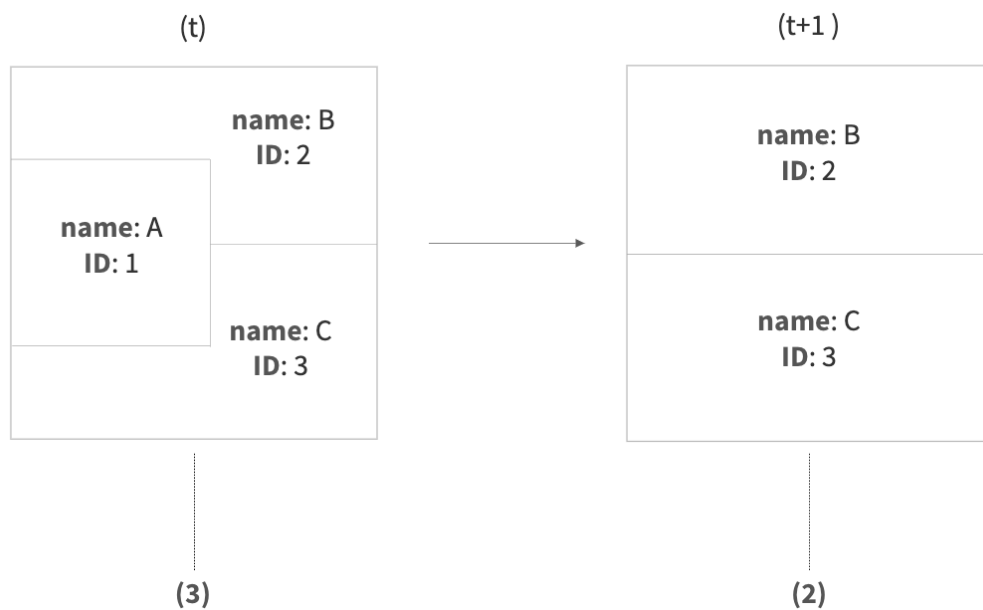 (t)
(t+1 )
name: B
ID: 2
name: A
ID: 1
name: C
ID: 3
name: B
ID: 2
name: C
ID: 3
(3)
(2)